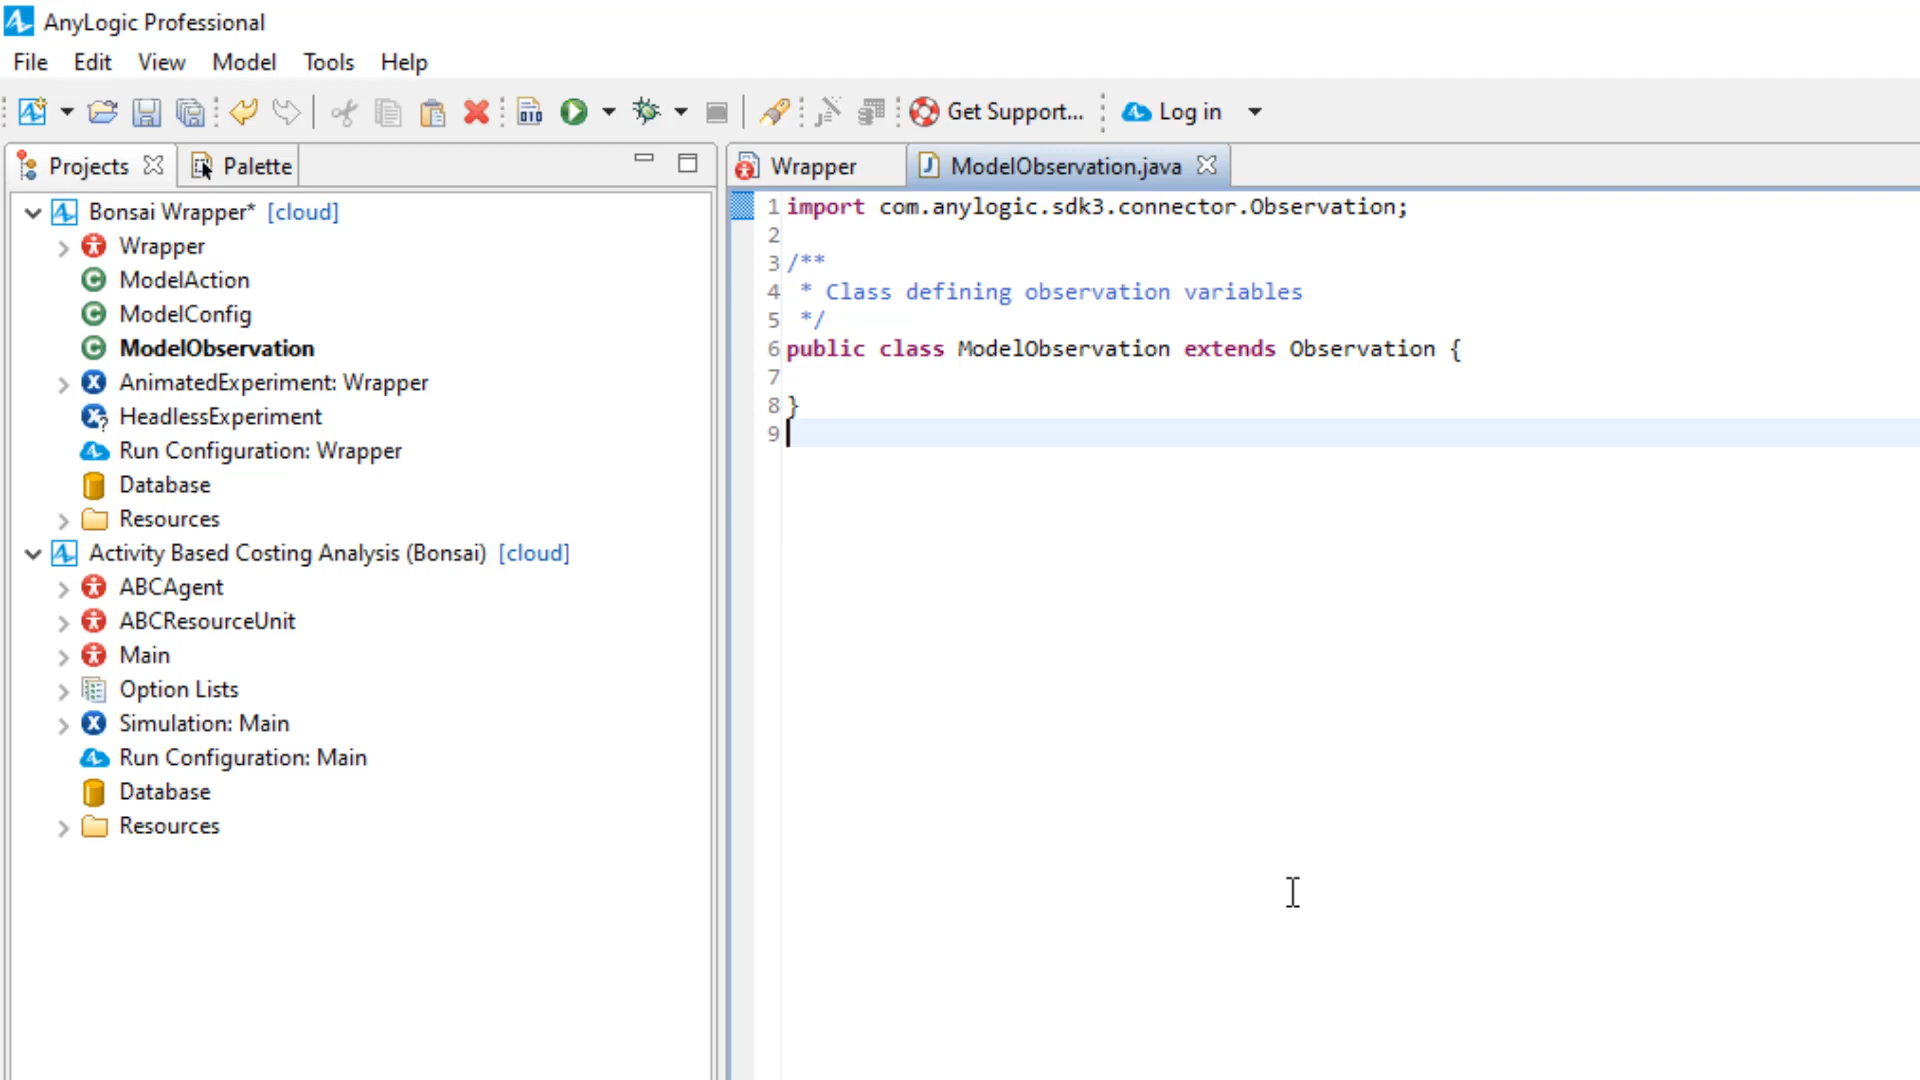 AnyLogic Professional
File Edit View Model Tools Help
Get Support... Log in
Projects Palette
Wrapper ModelObservation.java
Bonsai Wrapper* [cloud]
Wrapper
ModelAction
ModelConfig
ModelObservation
AnimatedExperiment: Wrapper
HeadlessExperiment
Run Configuration: Wrapper
Database
Resources
Activity Based Costing Analysis (Bonsai) [cloud]
ABCAgent
ABCResourceUnit
Main
Option Lists
Simulation: Main
Run Configuration: Main
Database
Resources
1 import com.anylogic.sdk3.connector.Observation;
2
3 /**
4  * Class defining observation variables
5  */
6 public class ModelObservation extends Observation {
7
8 }
9